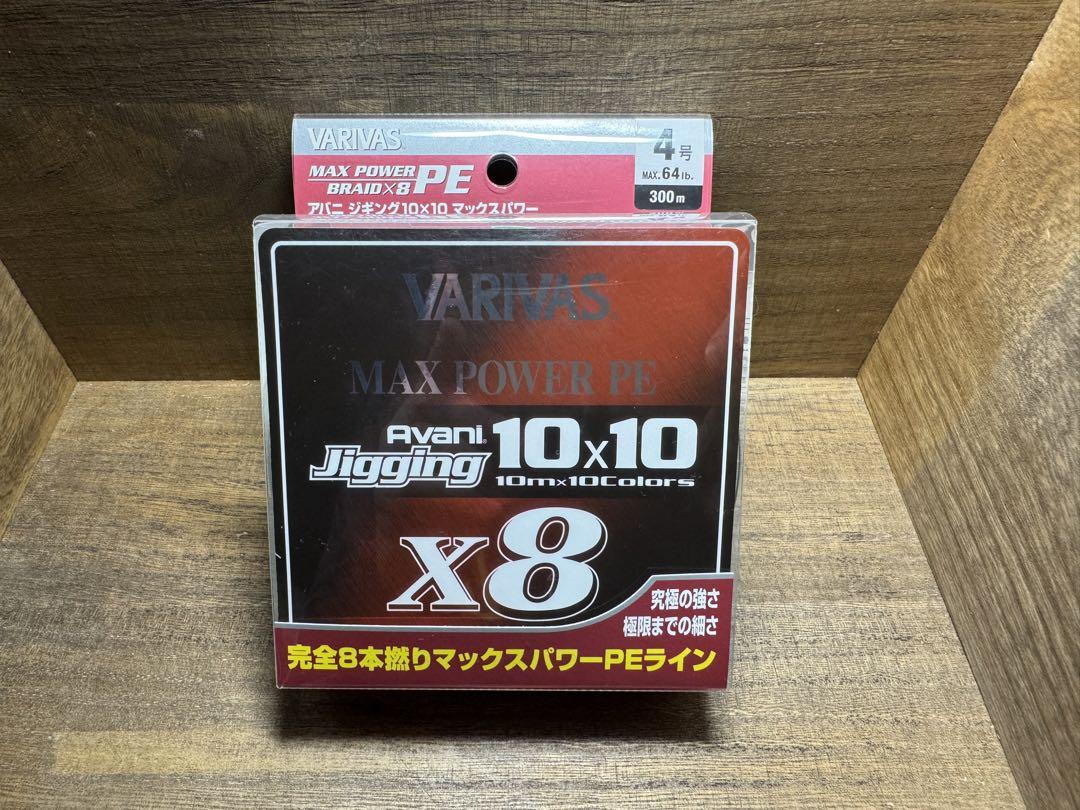 VARIVAS
MAX POWER PE
BRAID×8
アバニ ジギング10×10 マックスパワー
4号
MAX.64lb.
300m
VARIVAS
MAX POWER PE
Avani
Jigging 10×10
10m×10Colors
x8
究極の強さ
極限までの細さ
完全8本撚りマックスパワーPEライン